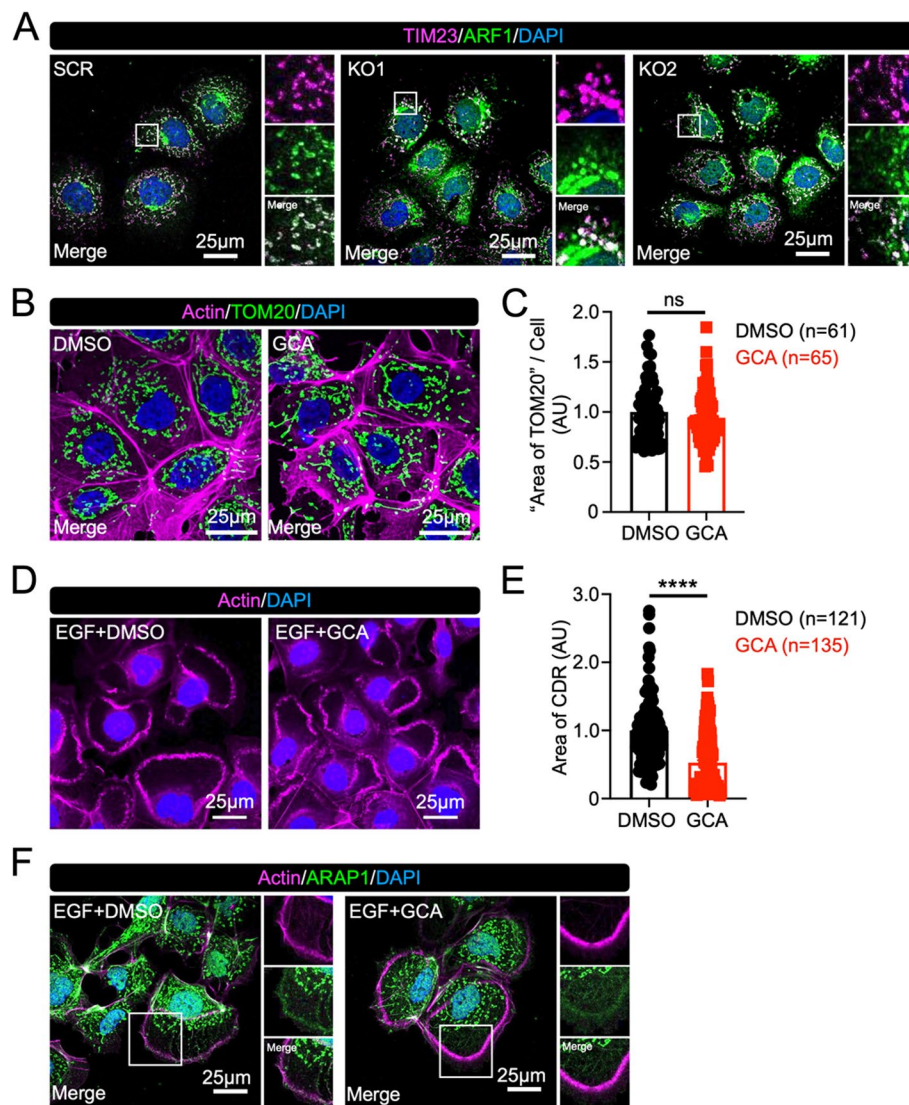 A
TIM23/ARF1/DAPI
SCR
KO1
KO2
Merge
Merge
Merge
Merge
25µm
Merge
25µm
Merge
25µm
B
Actin/TOM20/DAPI
DMSO
GCA
Merge
25µm
Merge
25µm
C
ns
DMSO (n=61)
GCA (n=65)
"Area of TOM20" / Cell
(AU)
2.0
1.5
1.0
0.5
0
DMSO GCA
D
Actin/DAPI
EGF+DMSO
EGF+GCA
25µm
25µm
E
****
DMSO (n=121)
GCA (n=135)
Area of CDR (AU)
3.0
2.0
1.0
0
DMSO GCA
F
Actin/ARAP1/DAPI
EGF+DMSO
EGF+GCA
Merge
Merge
Merge
25µm
Merge
25µm